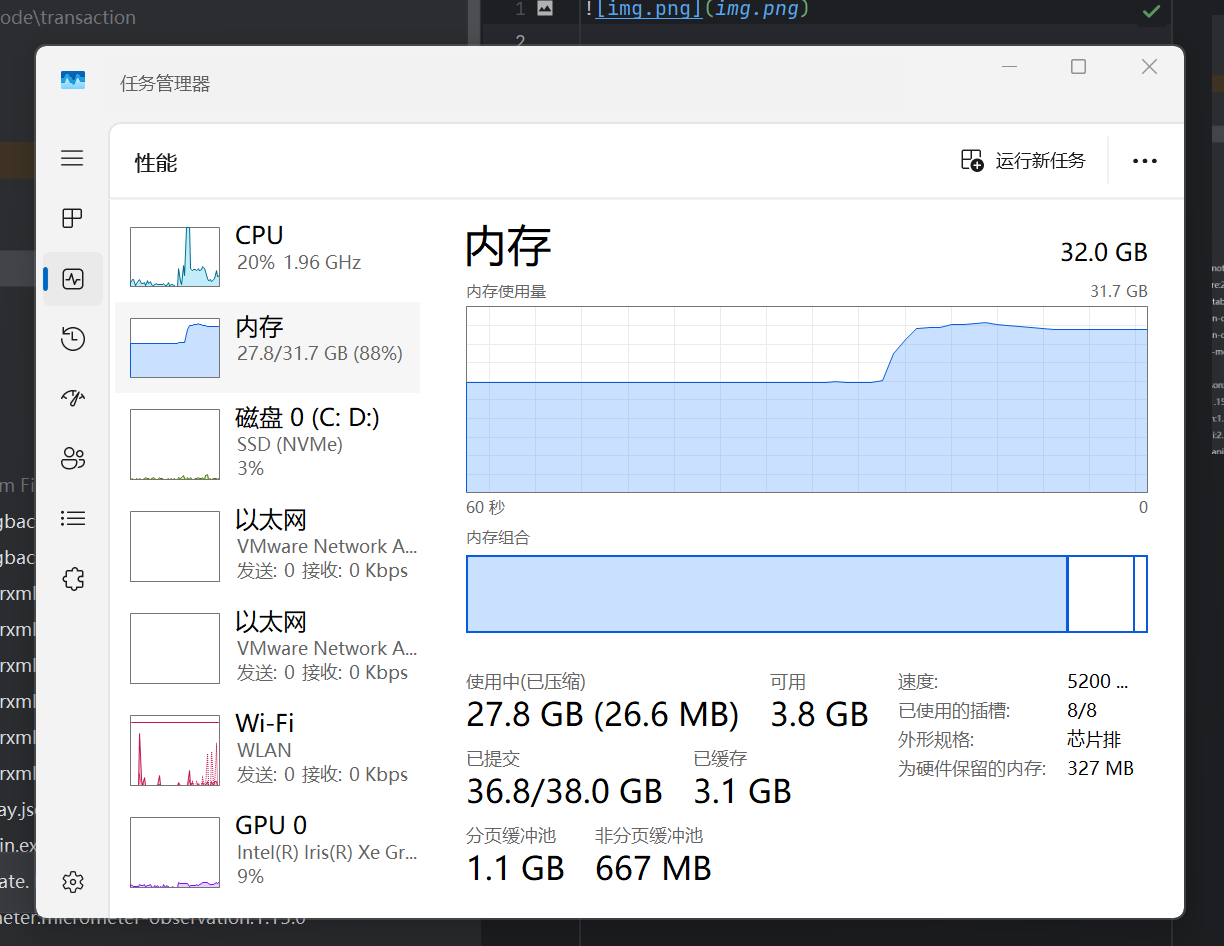 ode\transaction
1
![img.png](img.png)
2
任务管理器
性能
运行新任务
CPU
20% 1.96 GHz
内存
27.8/31.7 GB (88%)
磁盘 0 (C: D:)
SSD (NVMe)
3%
以太网
VMware Network A...
发送: 0 接收: 0 Kbps
以太网
VMware Network A...
发送: 0 接收: 0 Kbps
Wi-Fi
WLAN
发送: 0 接收: 0 Kbps
GPU 0
Intel(R) Iris(R) Xe Gr...
9%
内存
32.0 GB
内存使用量
31.7 GB
60 秒
0
内存组合
使用中(已压缩)
27.8 GB (26.6 MB)
可用
3.8 GB
已提交
36.8/38.0 GB
已缓存
3.1 GB
分页缓冲池
1.1 GB
非分页缓冲池
667 MB
速度:
5200 ...
已使用的插槽:
8/8
外形规格:
芯片排
为硬件保留的内存:
327 MB
m Fi
gbac
gbac
rxml
rxml
rxml
rxml
rxml
rxml
ay.js
in.ex
ate.